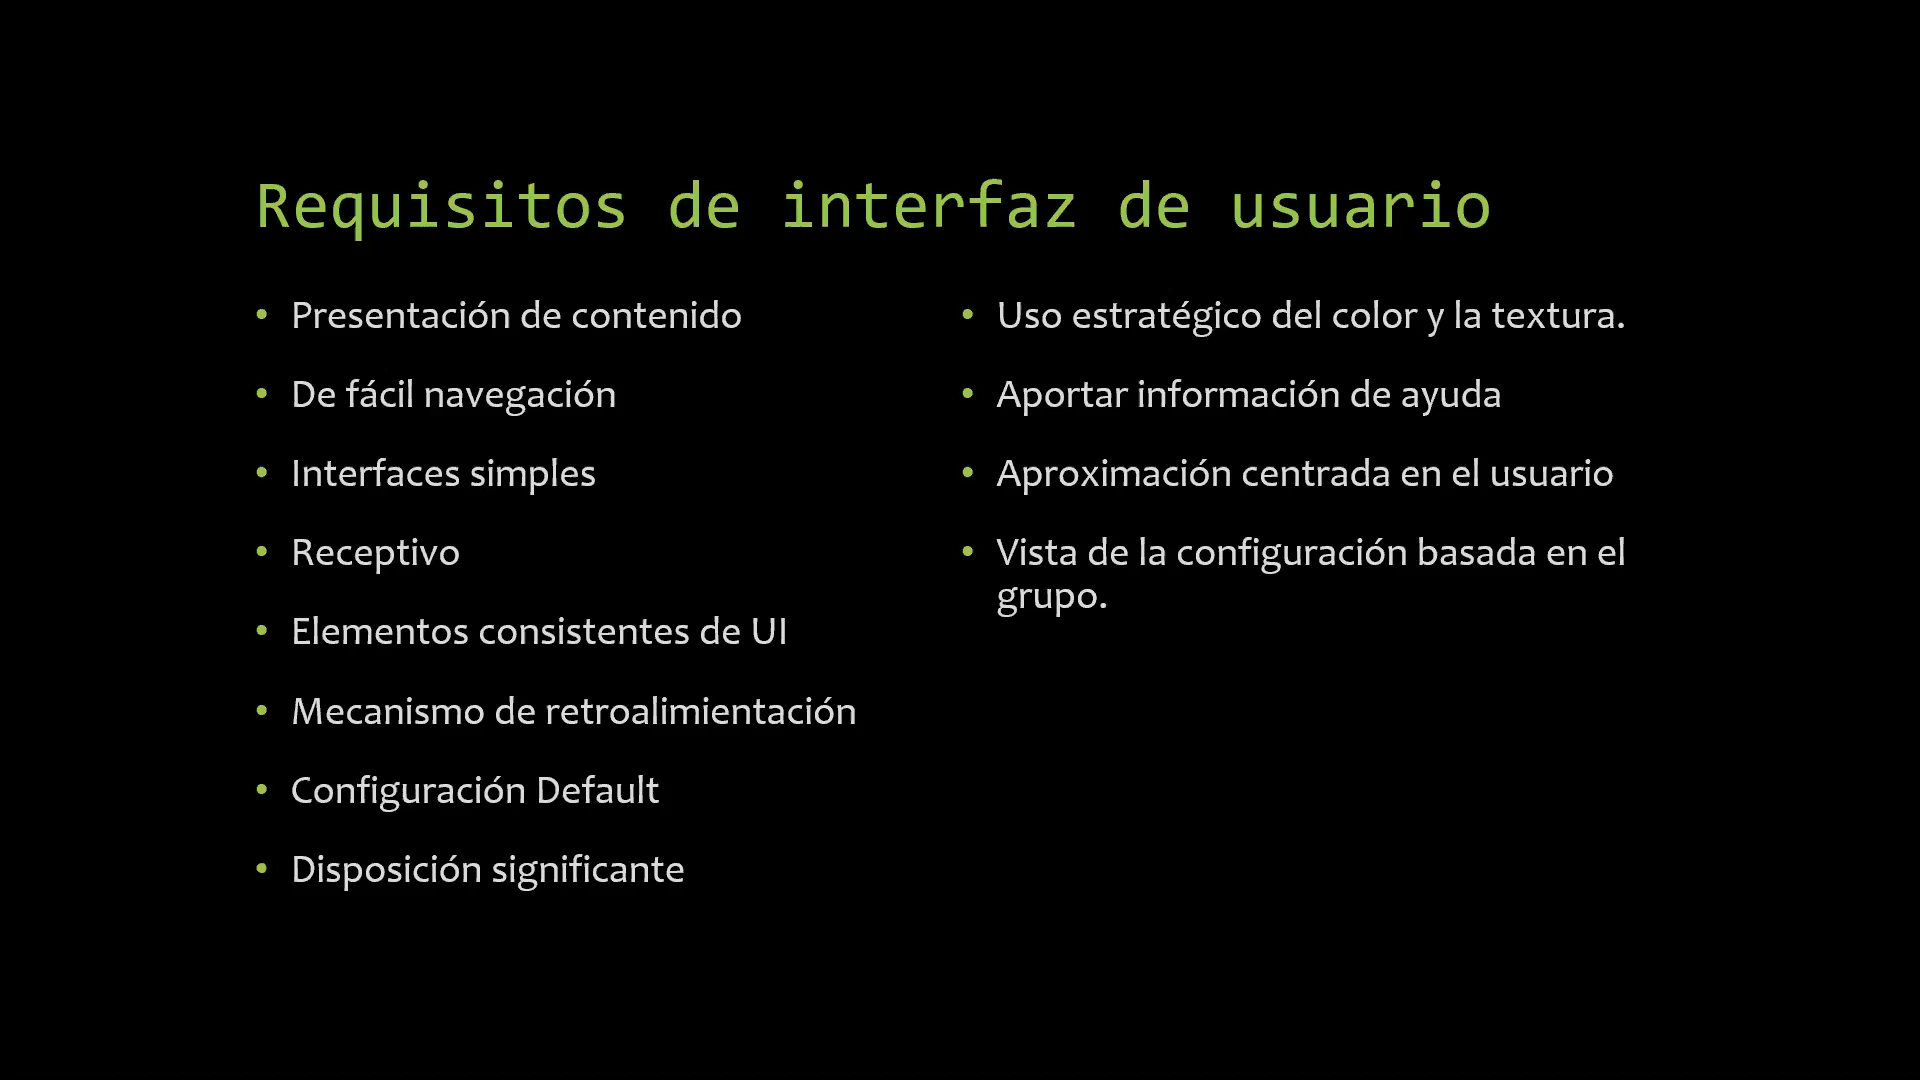 Requisitos de interfaz de usuario
• Presentación de contenido
• De fácil navegación
• Interfaces simples
• Receptivo
• Elementos consistentes de UI
• Mecanismo de retroalimientación
• Configuración Default
• Disposición significante
• Uso estratégico del color y la textura.
• Aportar información de ayuda
• Aproximación centrada en el usuario
• Vista de la configuración basada en el
grupo.